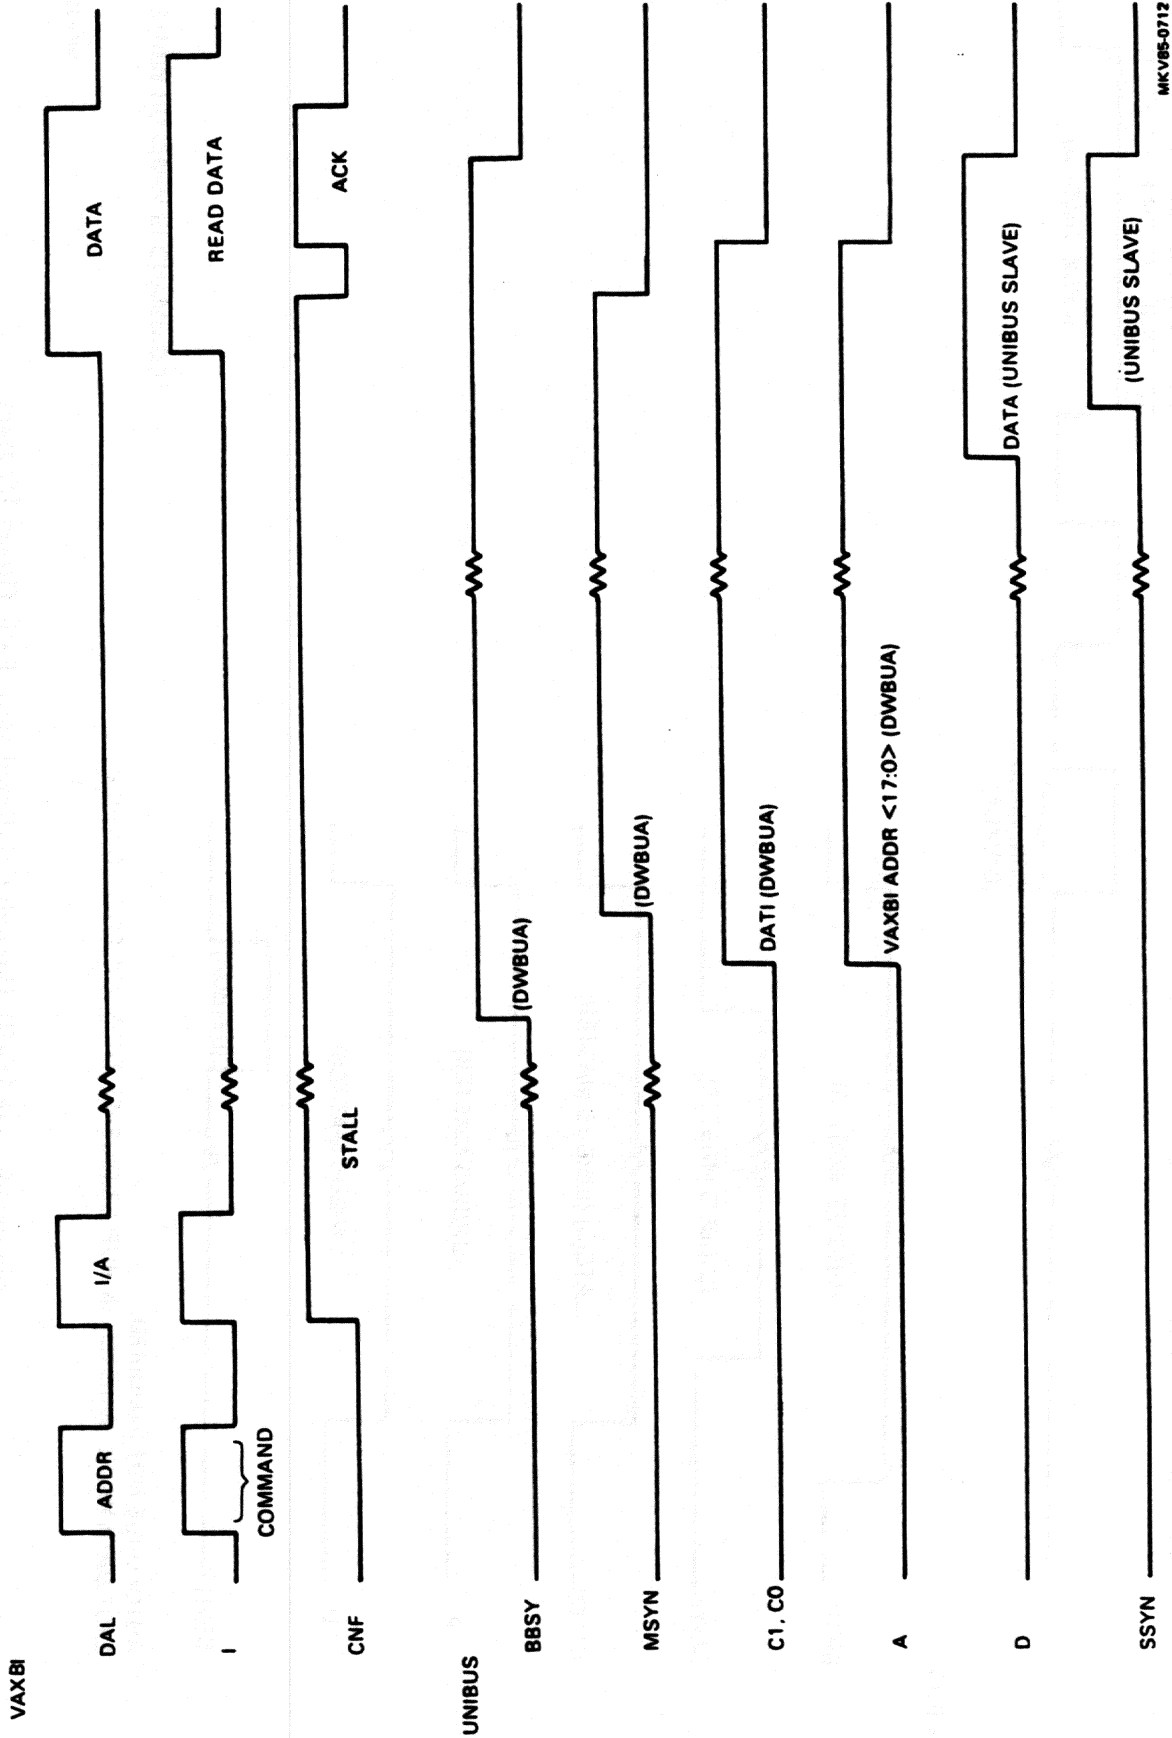 VAXBI
DAL
ADDR
I/A
DATA
I
COMMAND
READ DATA
CNF
STALL
ACK
UNIBUS
BBSY
(DWBUA)
MSYN
(DWBUA)
C1, C0
DATI (DWBUA)
A
VAXBI ADDR <17:0> (DWBUA)
D
DATA (UNIBUS SLAVE)
SSYN
(UNIBUS SLAVE)
MKV85-0712